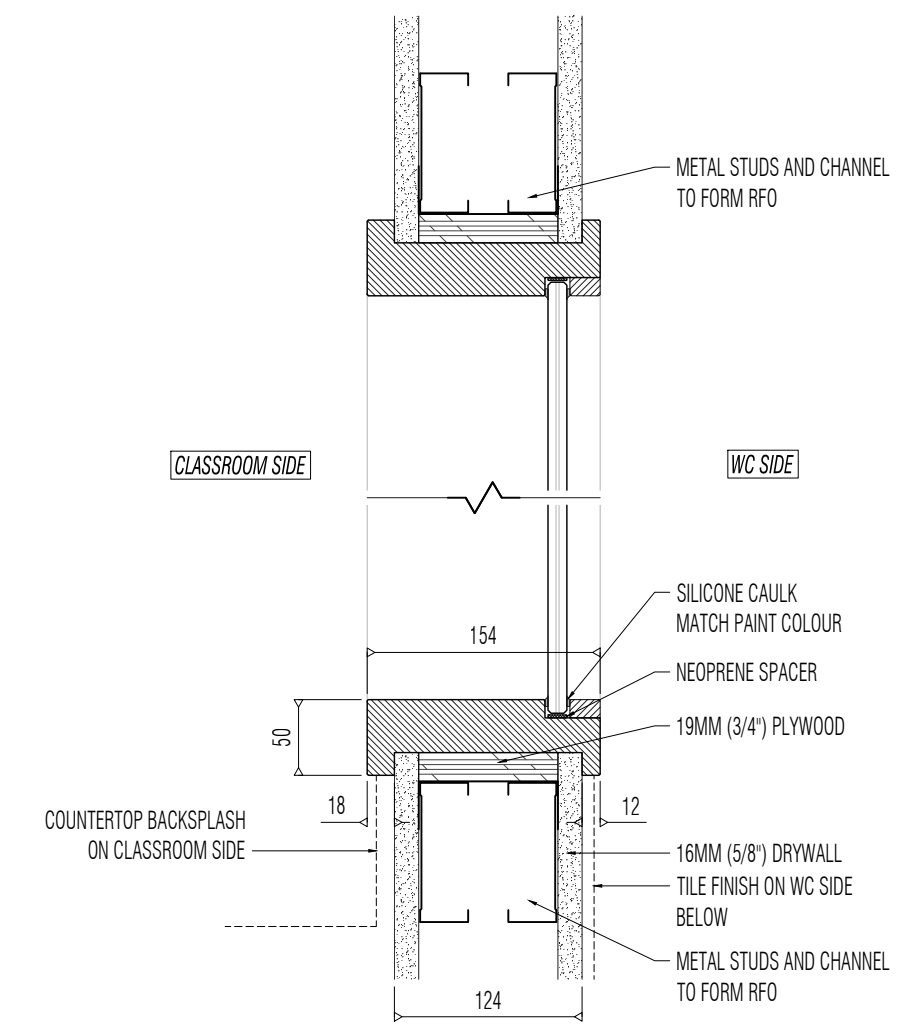 METAL STUDS AND CHANNEL
TO FORM RFO
CLASSROOM SIDE
WC SIDE
SILICONE CAULK
MATCH PAINT COLOUR
154
NEOPRENE SPACER
19MM (3/4") PLYWOOD
50
18
12
COUNTERTOP BACKSPLASH
ON CLASSROOM SIDE
16MM (5/8") DRYWALL
TILE FINISH ON WC SIDE
BELOW
METAL STUDS AND CHANNEL
TO FORM RFO
124